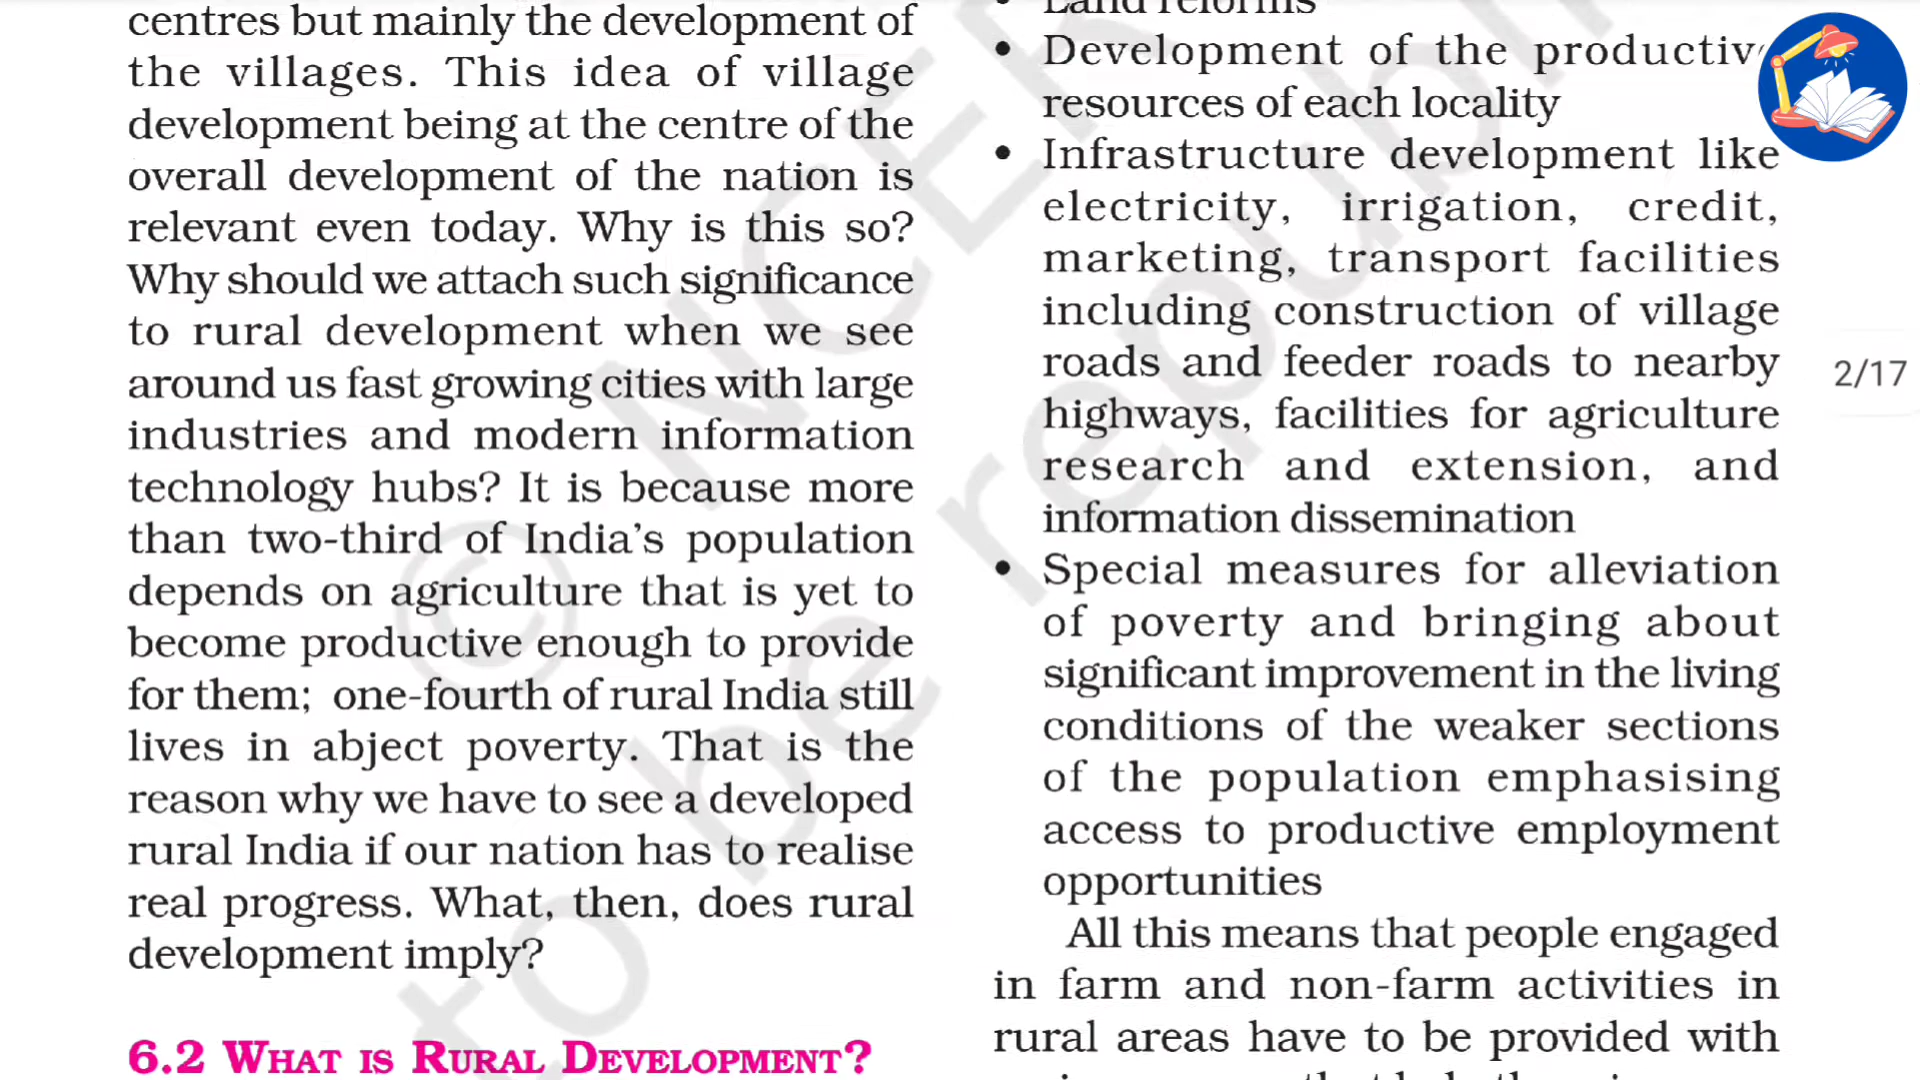 centres but mainly the development of
the villages. This idea of village
development being at the centre of the
overall development of the nation is
relevant even today. Why is this so?
Why should we attach such significance
to rural development when we see
around us fast growing cities with large
industries and modern information
technology hubs? It is because more
than two-third of India's population
depends on agriculture that is yet to
become productive enough to provide
for them; one-fourth of rural India still
lives in abject poverty. That is the
reason why we have to see a developed
rural India if our nation has to realise
real progress. What, then, does rural
development imply?
6.2 WHAT IS RURAL DEVELOPMENT?
• Land reforms
• Development of the productiv
resources of each locality
• Infrastructure development like
electricity, irrigation, credit,
marketing, transport facilities
including construction of village
roads and feeder roads to nearby
highways, facilities for agriculture
research and extension, and
information dissemination
• Special measures for alleviation
of poverty and bringing about
significant improvement in the living
conditions of the weaker sections
of the population emphasising
access to productive employment
opportunities
All this means that people engaged
in farm and non-farm activities in
rural areas have to be provided with
2/17
© NCER
to be republi